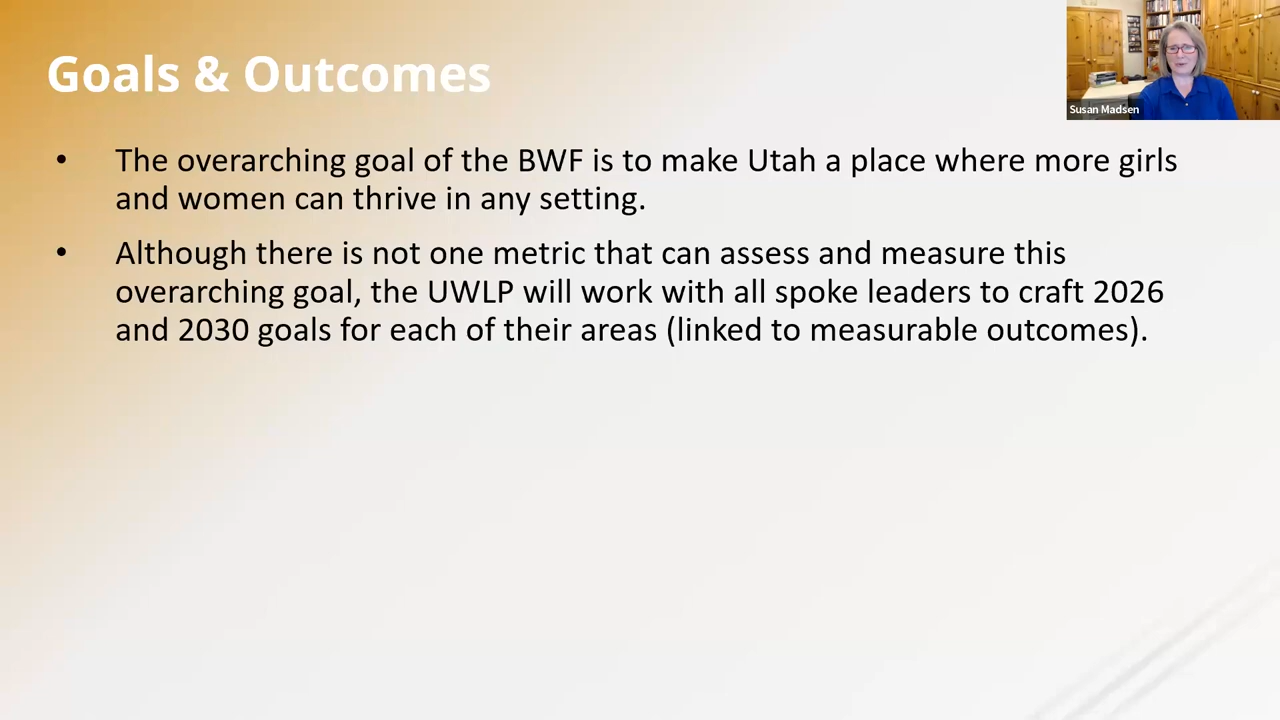 Goals & Outcomes
Susan Madsen
• The overarching goal of the BWF is to make Utah a place where more girls
and women can thrive in any setting.
• Although there is not one metric that can assess and measure this
overarching goal, the UWLP will work with all spoke leaders to craft 2026
and 2030 goals for each of their areas (linked to measurable outcomes).